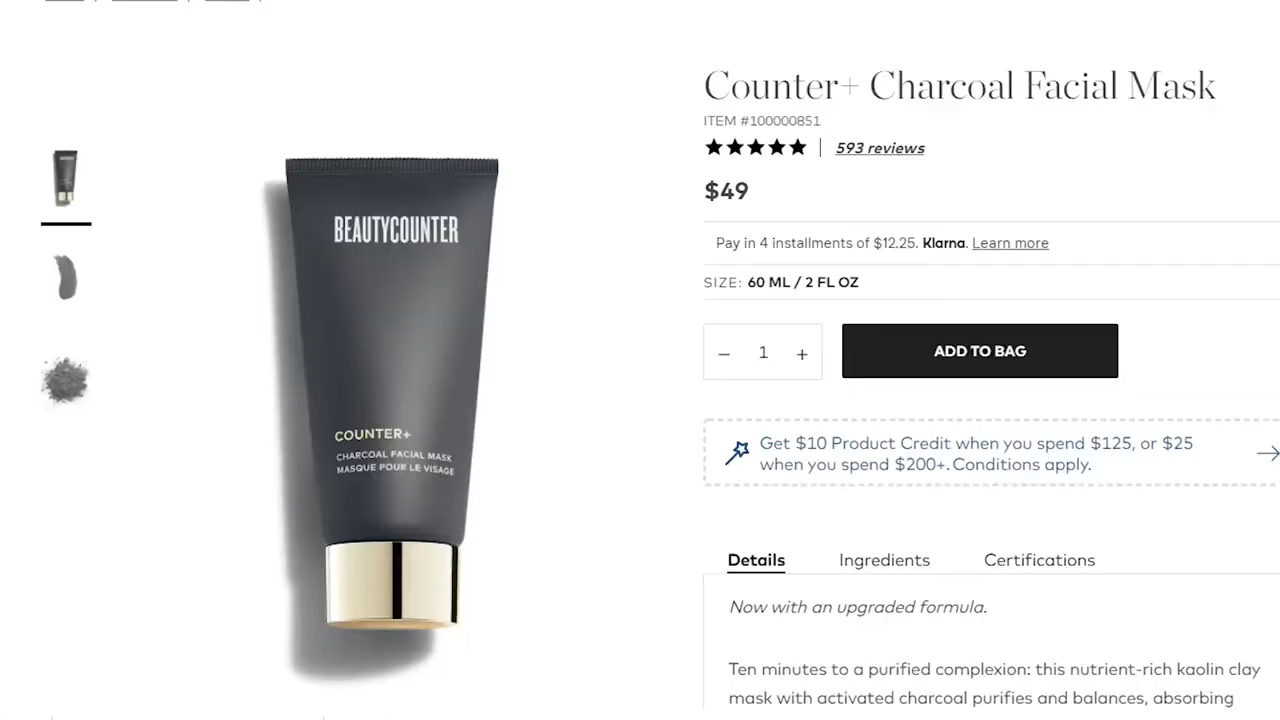 Counter+ Charcoal Facial Mask
ITEM #100000851
593 reviews
$49
Pay in 4 installments of $12.25. Klarna. Learn more
SIZE: 60 ML / 2 FL OZ
− 1 +
ADD TO BAG
Get $10 Product Credit when you spend $125, or $25
when you spend $200+. Conditions apply.
Details Ingredients Certifications
Now with an upgraded formula.
Ten minutes to a purified complexion: this nutrient-rich kaolin clay
mask with activated charcoal purifies and balances, absorbing
BEAUTYCOUNTER
COUNTER+
CHARCOAL FACIAL MASK
MASQUE POUR LE VISAGE